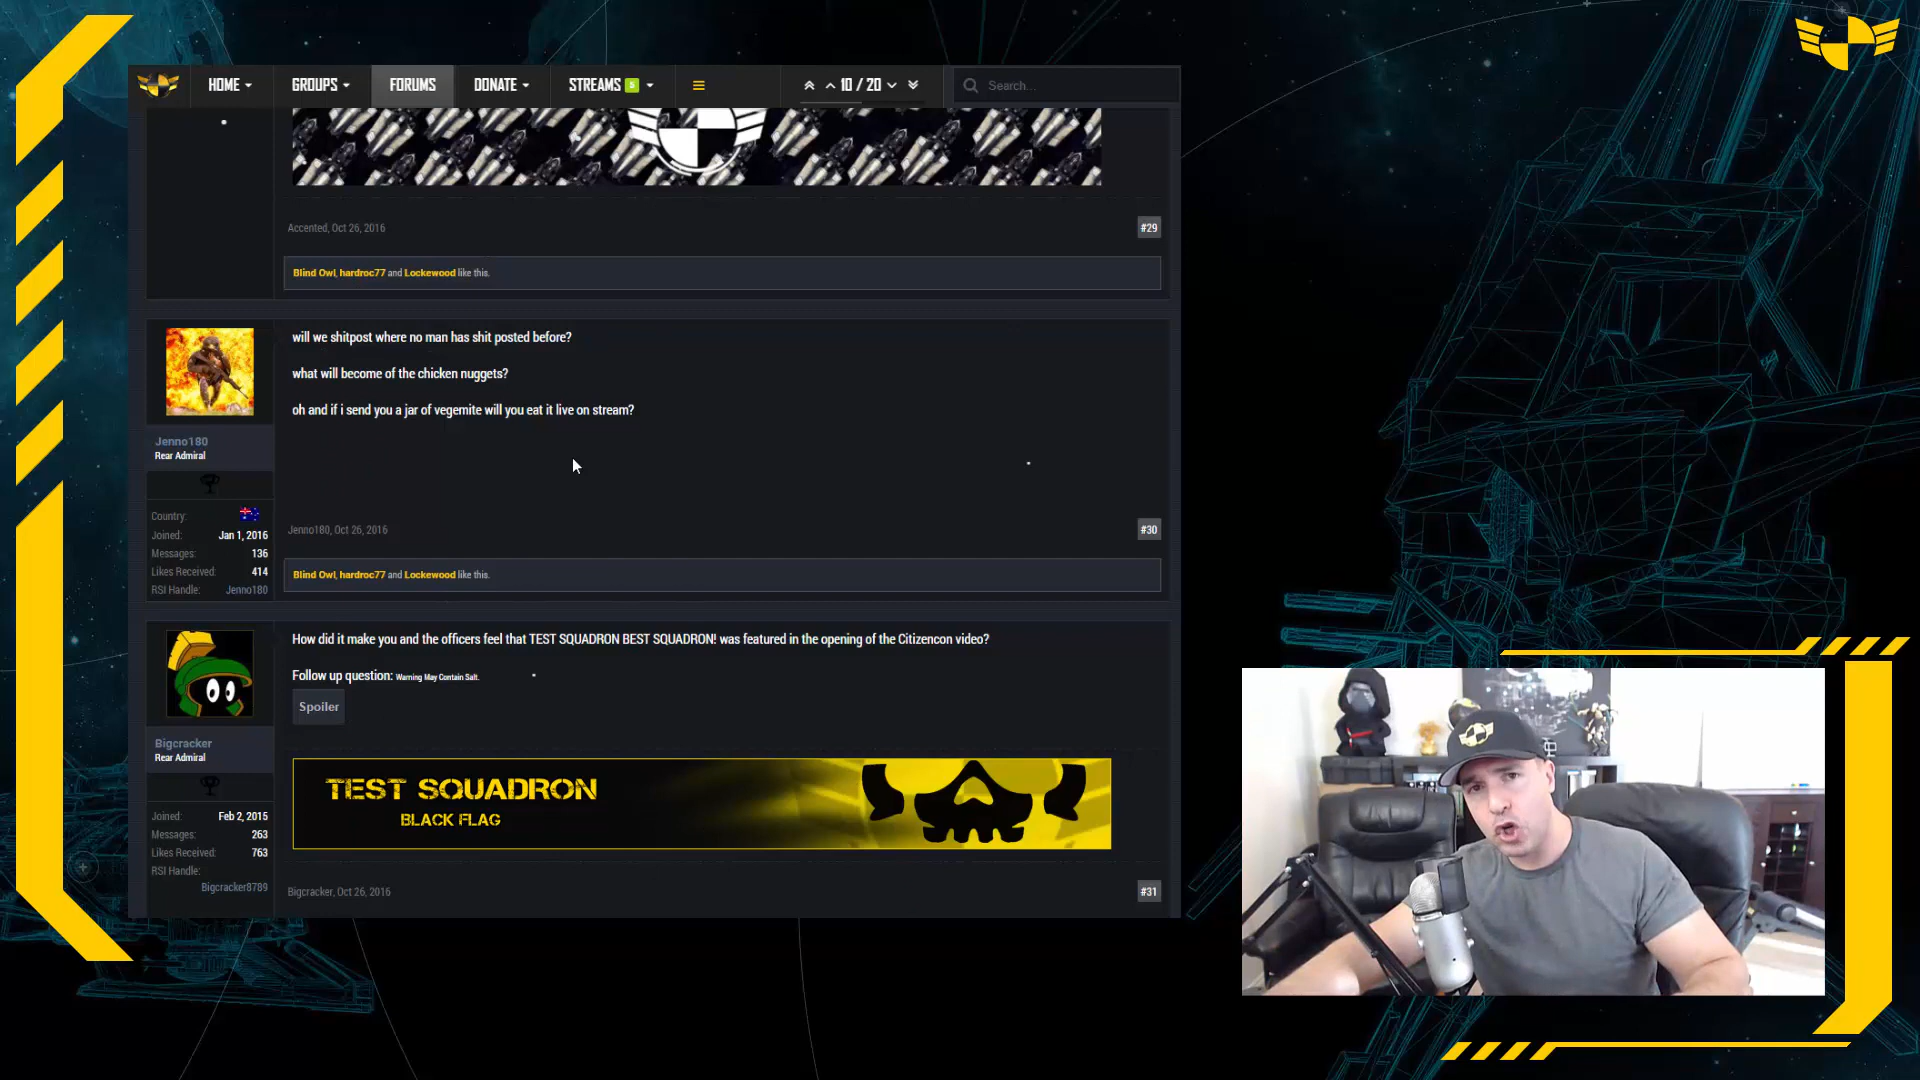 HOME
GROUPS
FORUMS
DONATE
STREAMS 5
10 / 20
Search...
Accented, Oct 26, 2016
#29
Blind Owl, hardroc77 and Lockewood like this.
will we shitpost where no man has shit posted before?
what will become of the chicken nuggets?
oh and if i send you a jar of vegemite will you eat it live on stream?
Jenno180
Rear Admiral
Country:
Joined: Jan 1, 2016
Messages: 136
Likes Received: 414
RSI Handle: Jenno180
Jenno180, Oct 26, 2016
#30
Blind Owl, hardroc77 and Lockewood like this.
How did it make you and the officers feel that TEST SQUADRON BEST SQUADRON! was featured in the opening of the Citizencon video?
Follow up question: Warning May Contain Salt.
Spoiler
Bigcracker
Rear Admiral
Joined: Feb 2, 2015
Messages: 263
Likes Received: 763
RSI Handle:
Bigcracker8789
TEST SQUADRON
BLACK FLAG
Bigcracker, Oct 26, 2016
#31